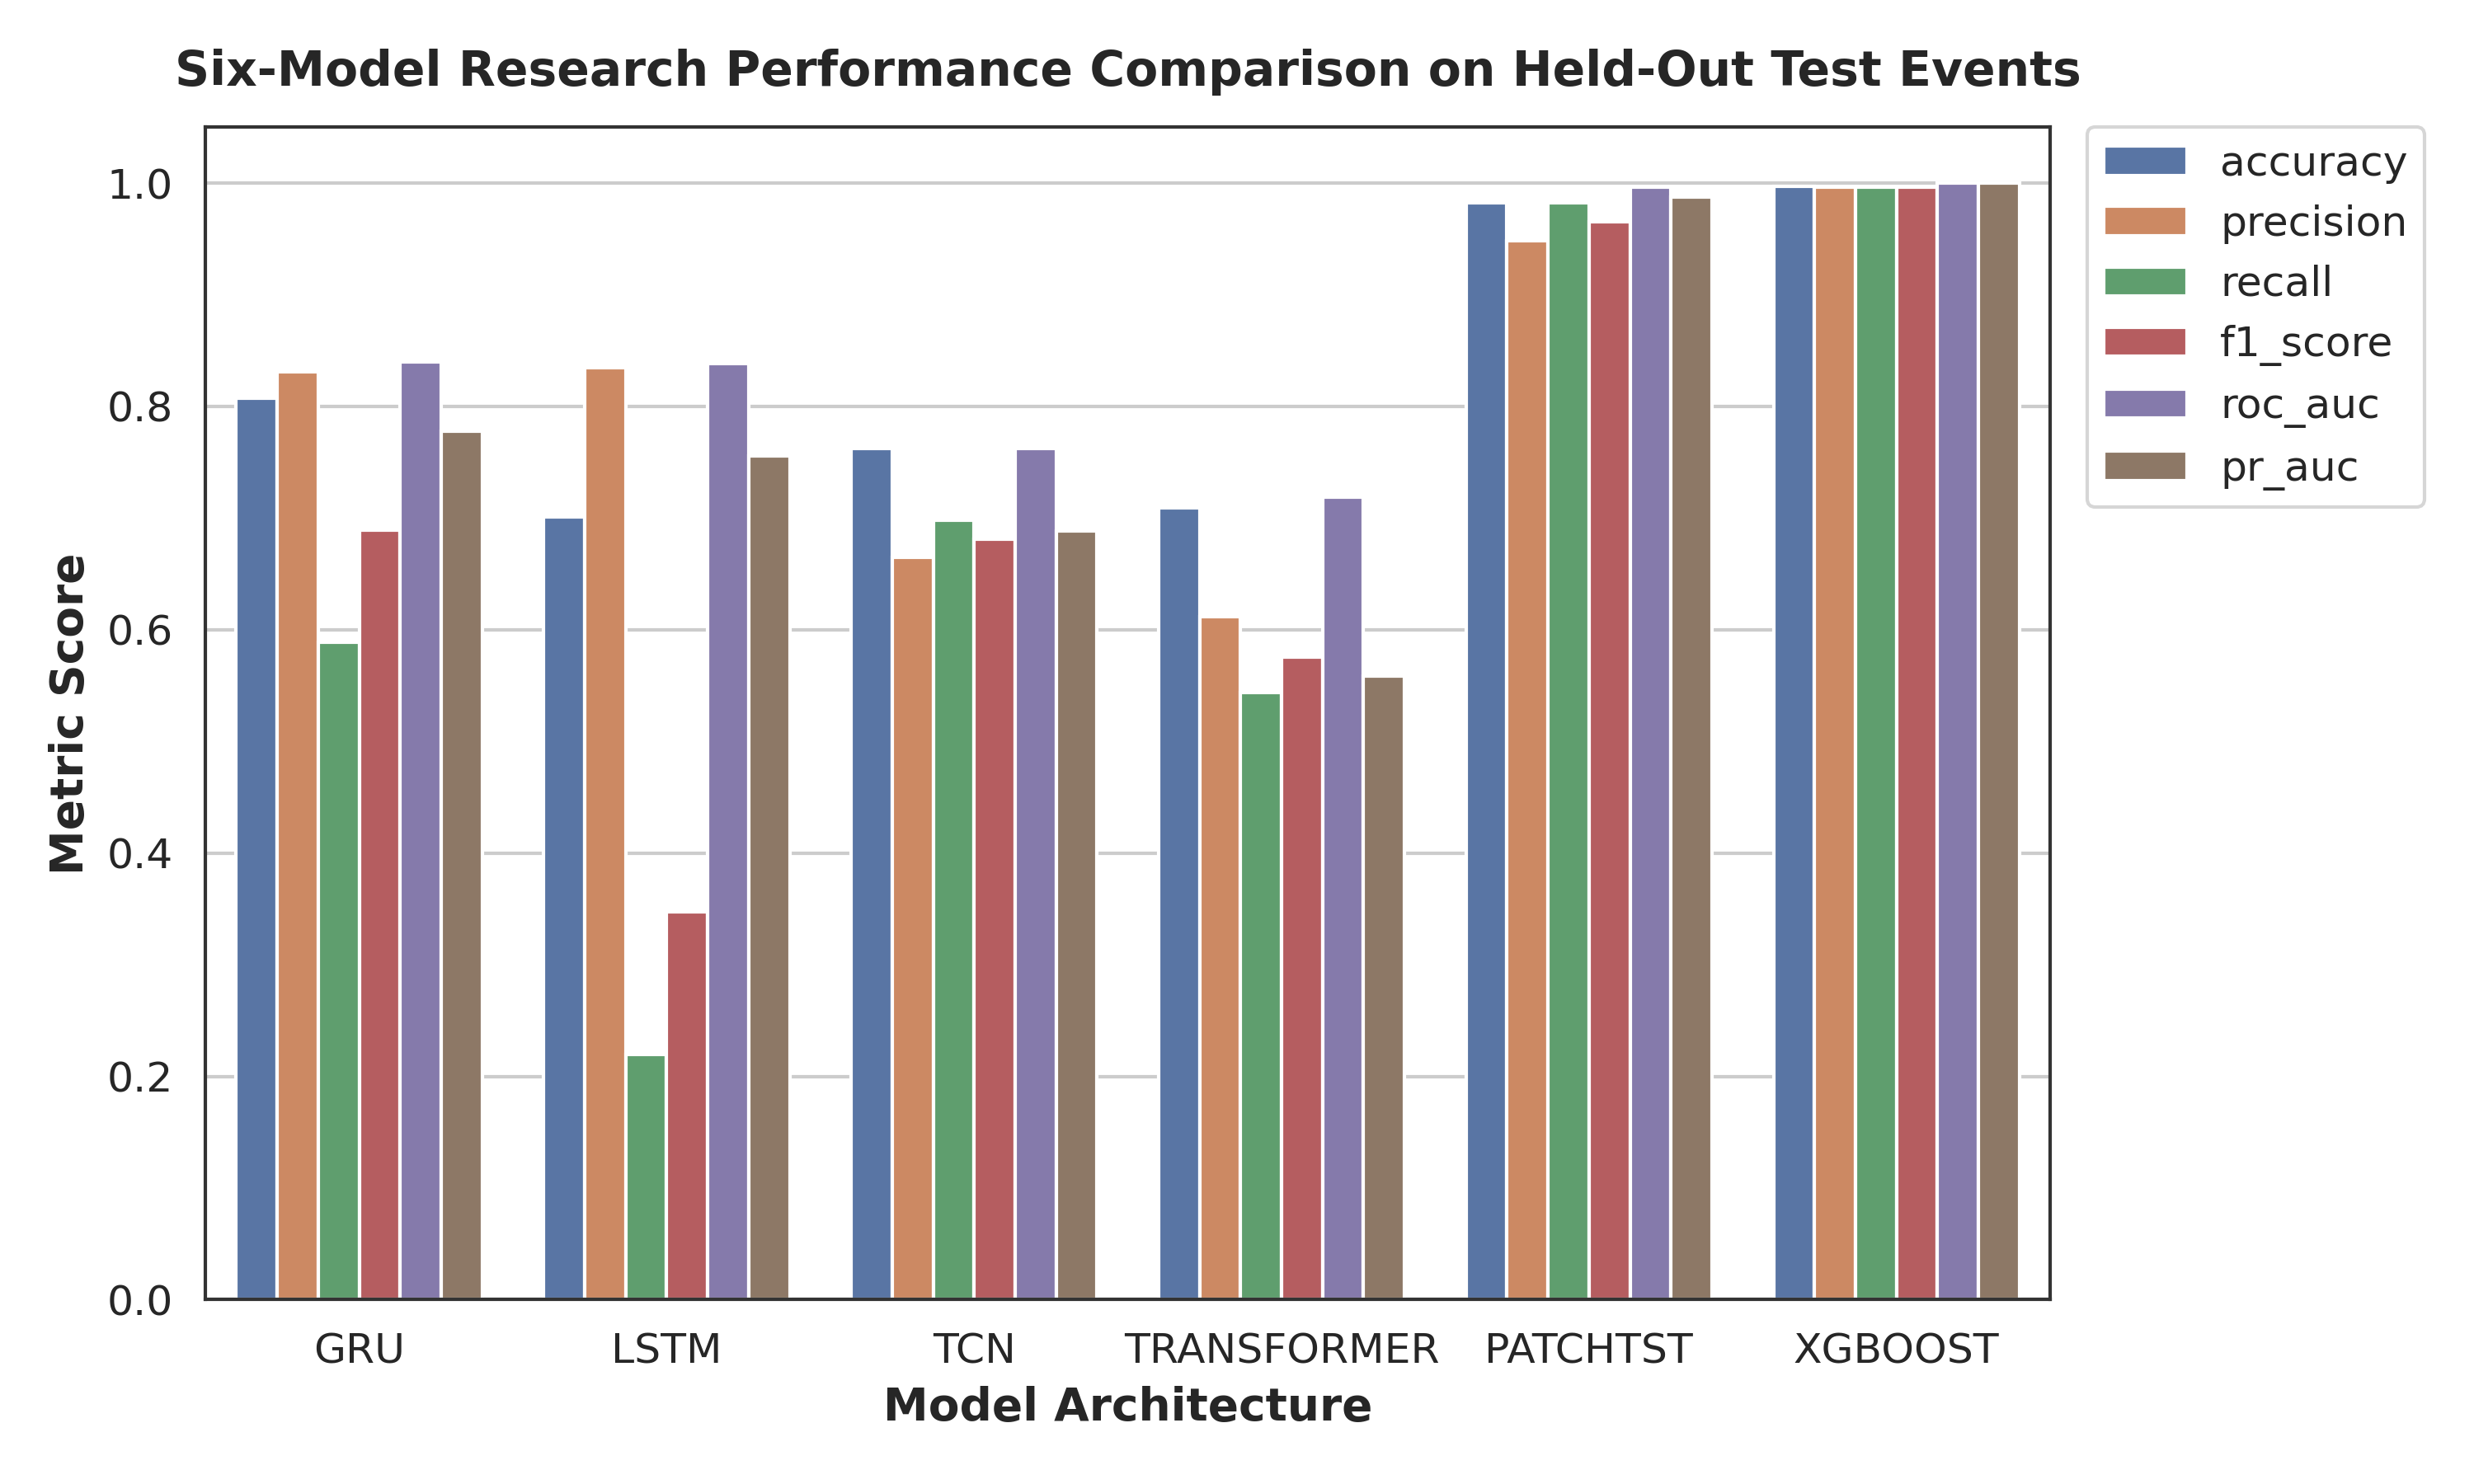 Six-Model Research Performance Comparison on Held-Out Test Events
accuracy
precision
recall
f1_score
roc_auc
pr_auc
Metric Score
1.0
0.8
0.6
0.4
0.2
0.0
GRU LSTM TCN TRANSFORMER PATCHTST XGBOOST
Model Architecture